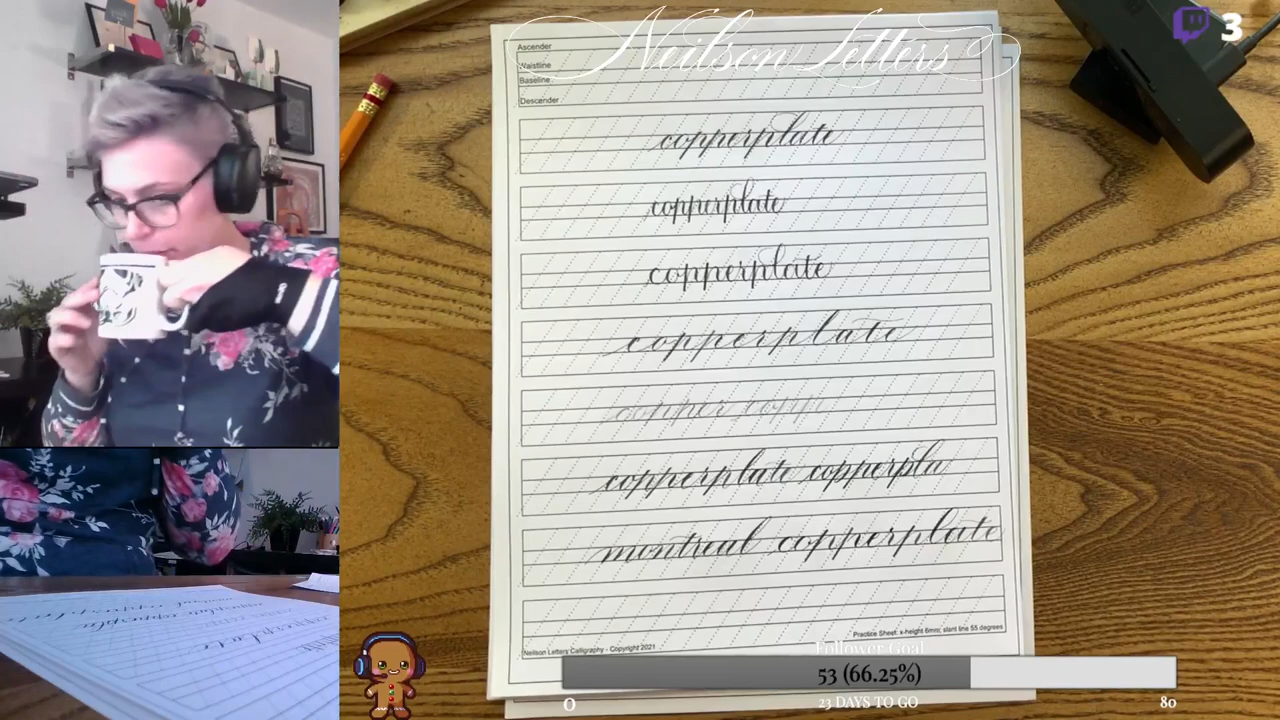 Neilson Letters
3
Ascender
Waistline
Baseline
Descender
copperplate
copperplate
copperplate
copperplate
copper copp
copperplate copperpla
montreal copperplate
Practice Sheet: x-height 6mm; slant line 55 degrees
Neilson Letters Calligraphy - Copyright 2021
Follower Goal
53 (66.25%)
0
23 DAYS TO GO
80